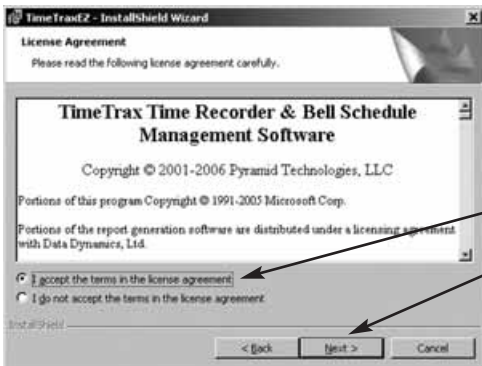 TimeTraxEZ - InstallShield Wizard
License Agreement
Please read the following license agreement carefully.
TimeTrax Time Recorder & Bell Schedule
Management Software
Copyright © 2001-2006 Pyramid Technologies, LLC
Portions of this program Copyright © 1991-2005 Microsoft Corp.
Portions of the report generation software are distributed under a licensing agreement
with Data Dynamics, Ltd.
I accept the terms in the license agreement
I do not accept the terms in the license agreement
InstallShield
< Back Next > Cancel